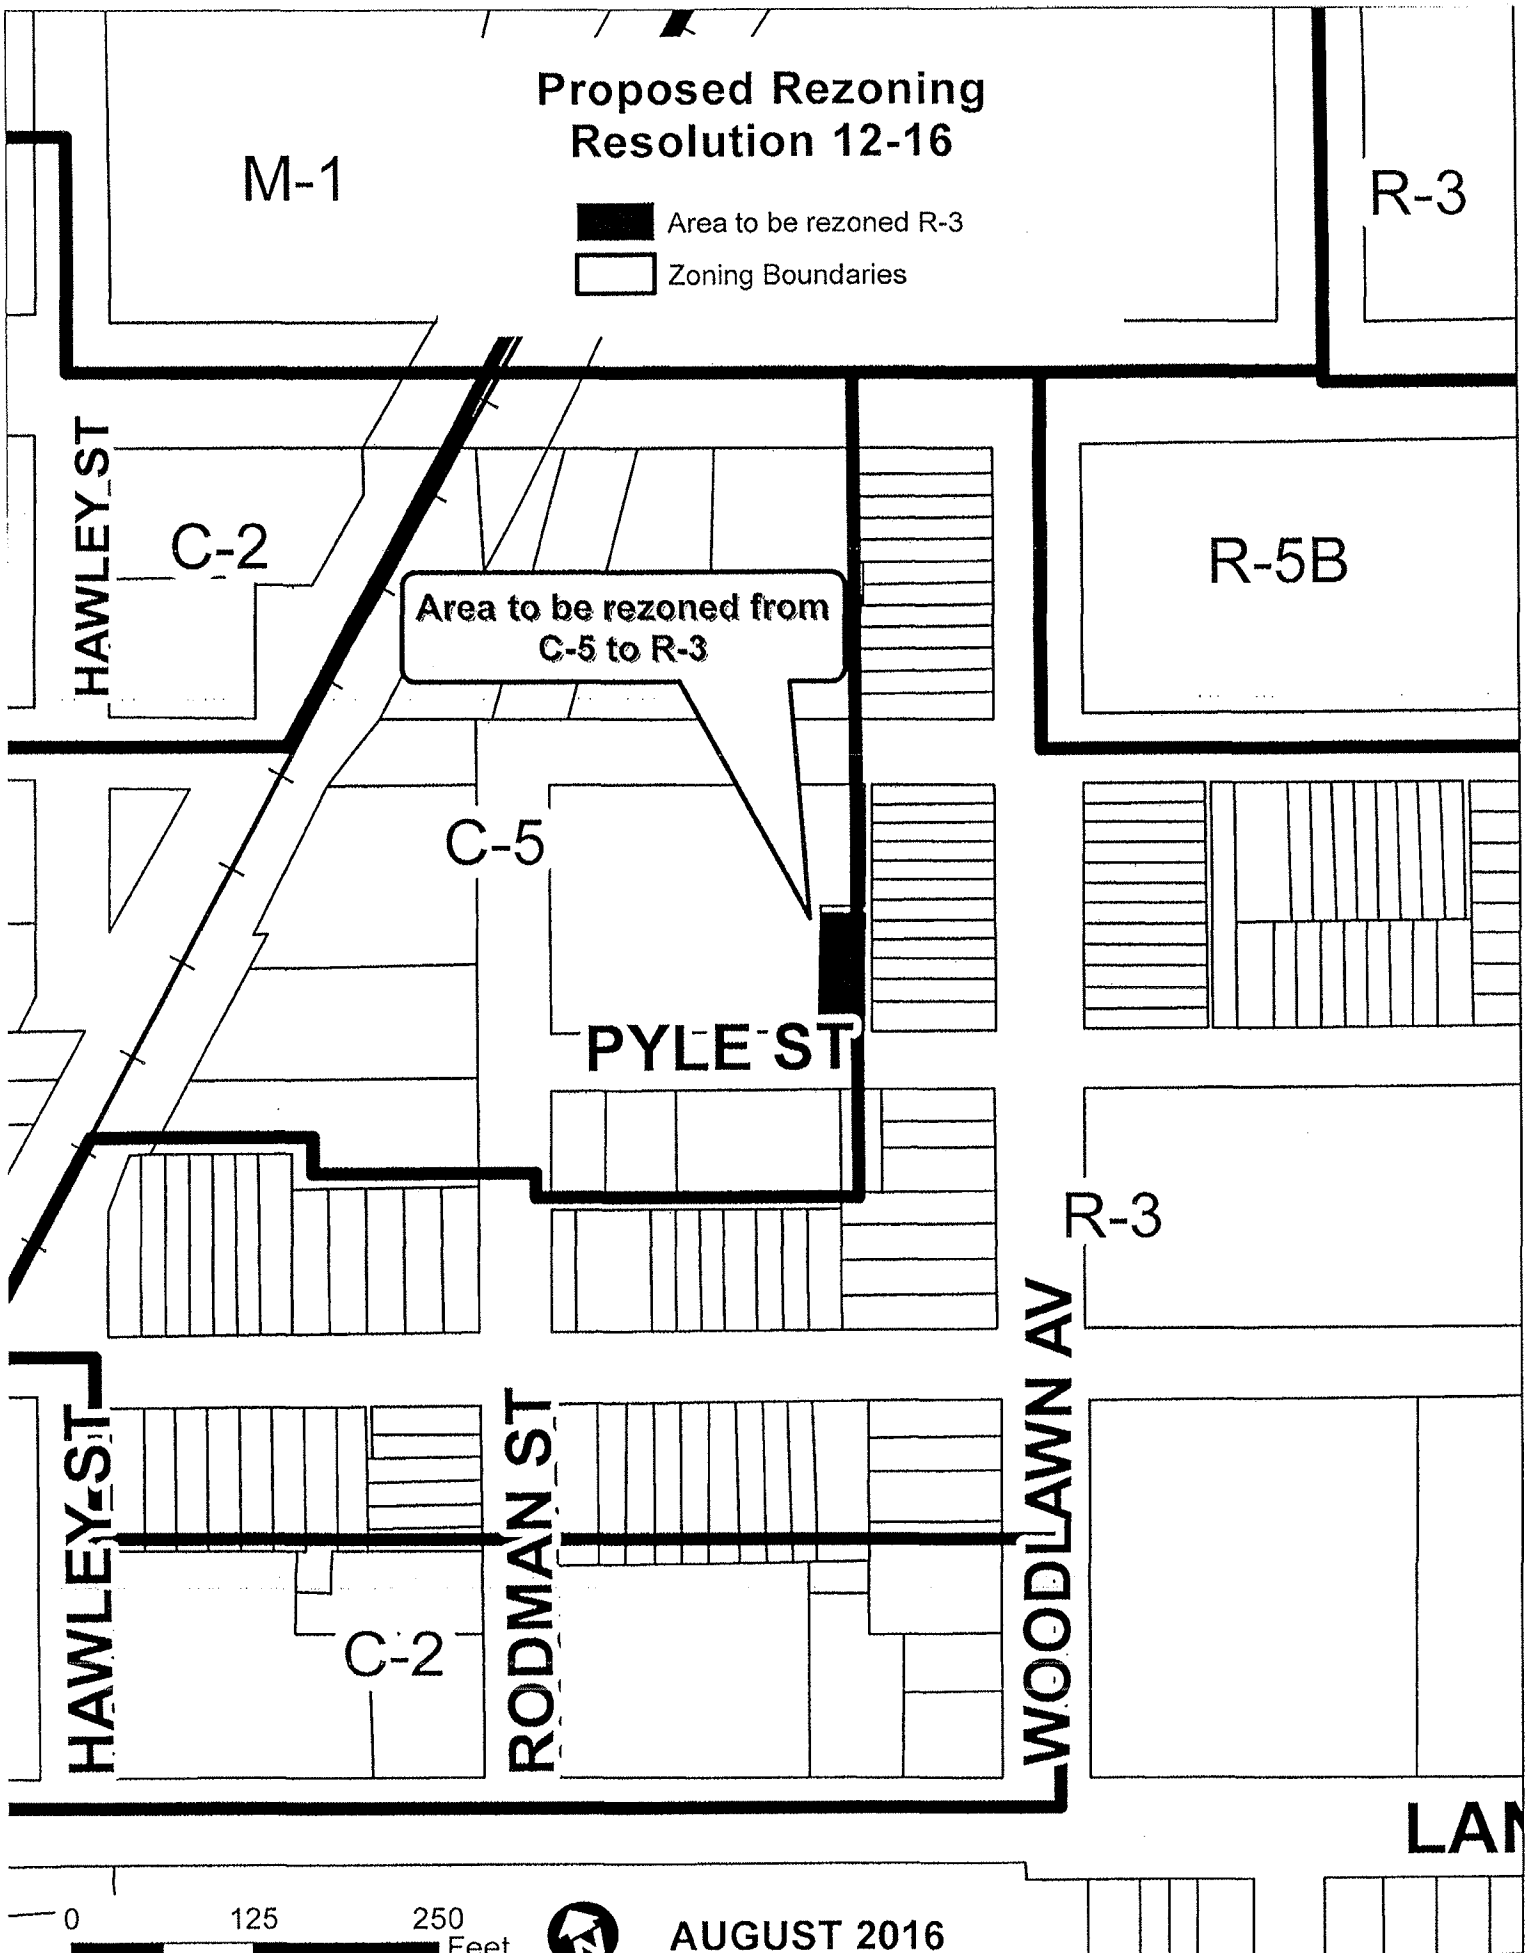 Proposed Rezoning
Resolution 12-16
M-1
R-3
Area to be rezoned R-3
Zoning Boundaries
HAWLEY ST
C-2
R-5B
Area to be rezoned from
C-5 to R-3
C-5
PYLE ST
R-3
HAWLEY ST
RODMAN ST
WOODLAWN AV
C-2
LAN
0 125 250
Feet
AUGUST 2016